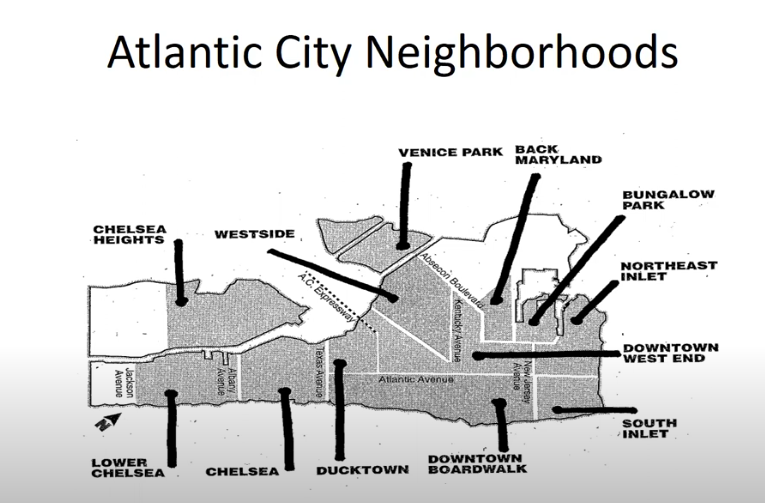 Atlantic City Neighborhoods
VENICE PARK
BACK
MARYLAND
BUNGALOW
PARK
CHELSEA
HEIGHTS
WESTSIDE
NORTHEAST
INLET
Absecon Boulevard
A.C. Expressway
Kentucky Avenue
DOWNTOWN
WEST END
Jackson
Avenue
Albany
Avenue
Texas Avenue
Atlantic Avenue
New Jersey
Avenue
N
SOUTH
INLET
LOWER
CHELSEA
CHELSEA
DUCKTOWN
DOWNTOWN
BOARDWALK